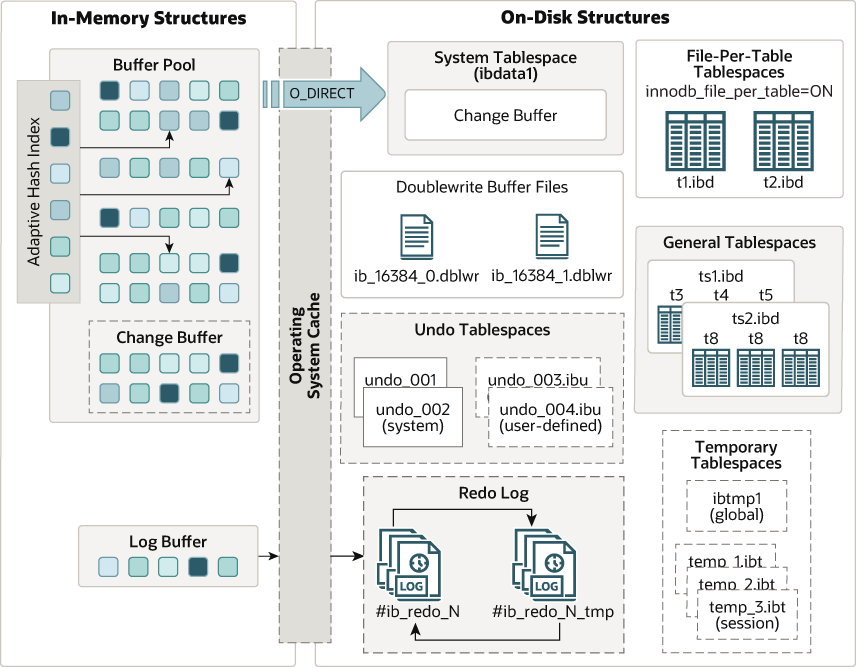 In-Memory Structures
Buffer Pool
Adaptive Hash Index
Change Buffer
Log Buffer
Operating
System Cache
O_DIRECT
On-Disk Structures
System Tablespace
(ibdata1)
Change Buffer
Doublewrite Buffer Files
ib_16384_0.dblwr
ib_16384_1.dblwr
Undo Tablespaces
undo_001
undo_002
(system)
undo_003.ibu
undo_004.ibu
(user-defined)
Redo Log
LOG
LOG
#ib_redo_N
#ib_redo_N_tmp
File-Per-Table
Tablespaces
innodb_file_per_table=ON
t1.ibd
t2.ibd
General Tablespaces
ts1.ibd
t3 t4 t5
ts2.ibd
t8 t8 t8
Temporary
Tablespaces
ibtmp1
(global)
temp_1.ibt
temp_2.ibt
temp_3.ibt
(session)